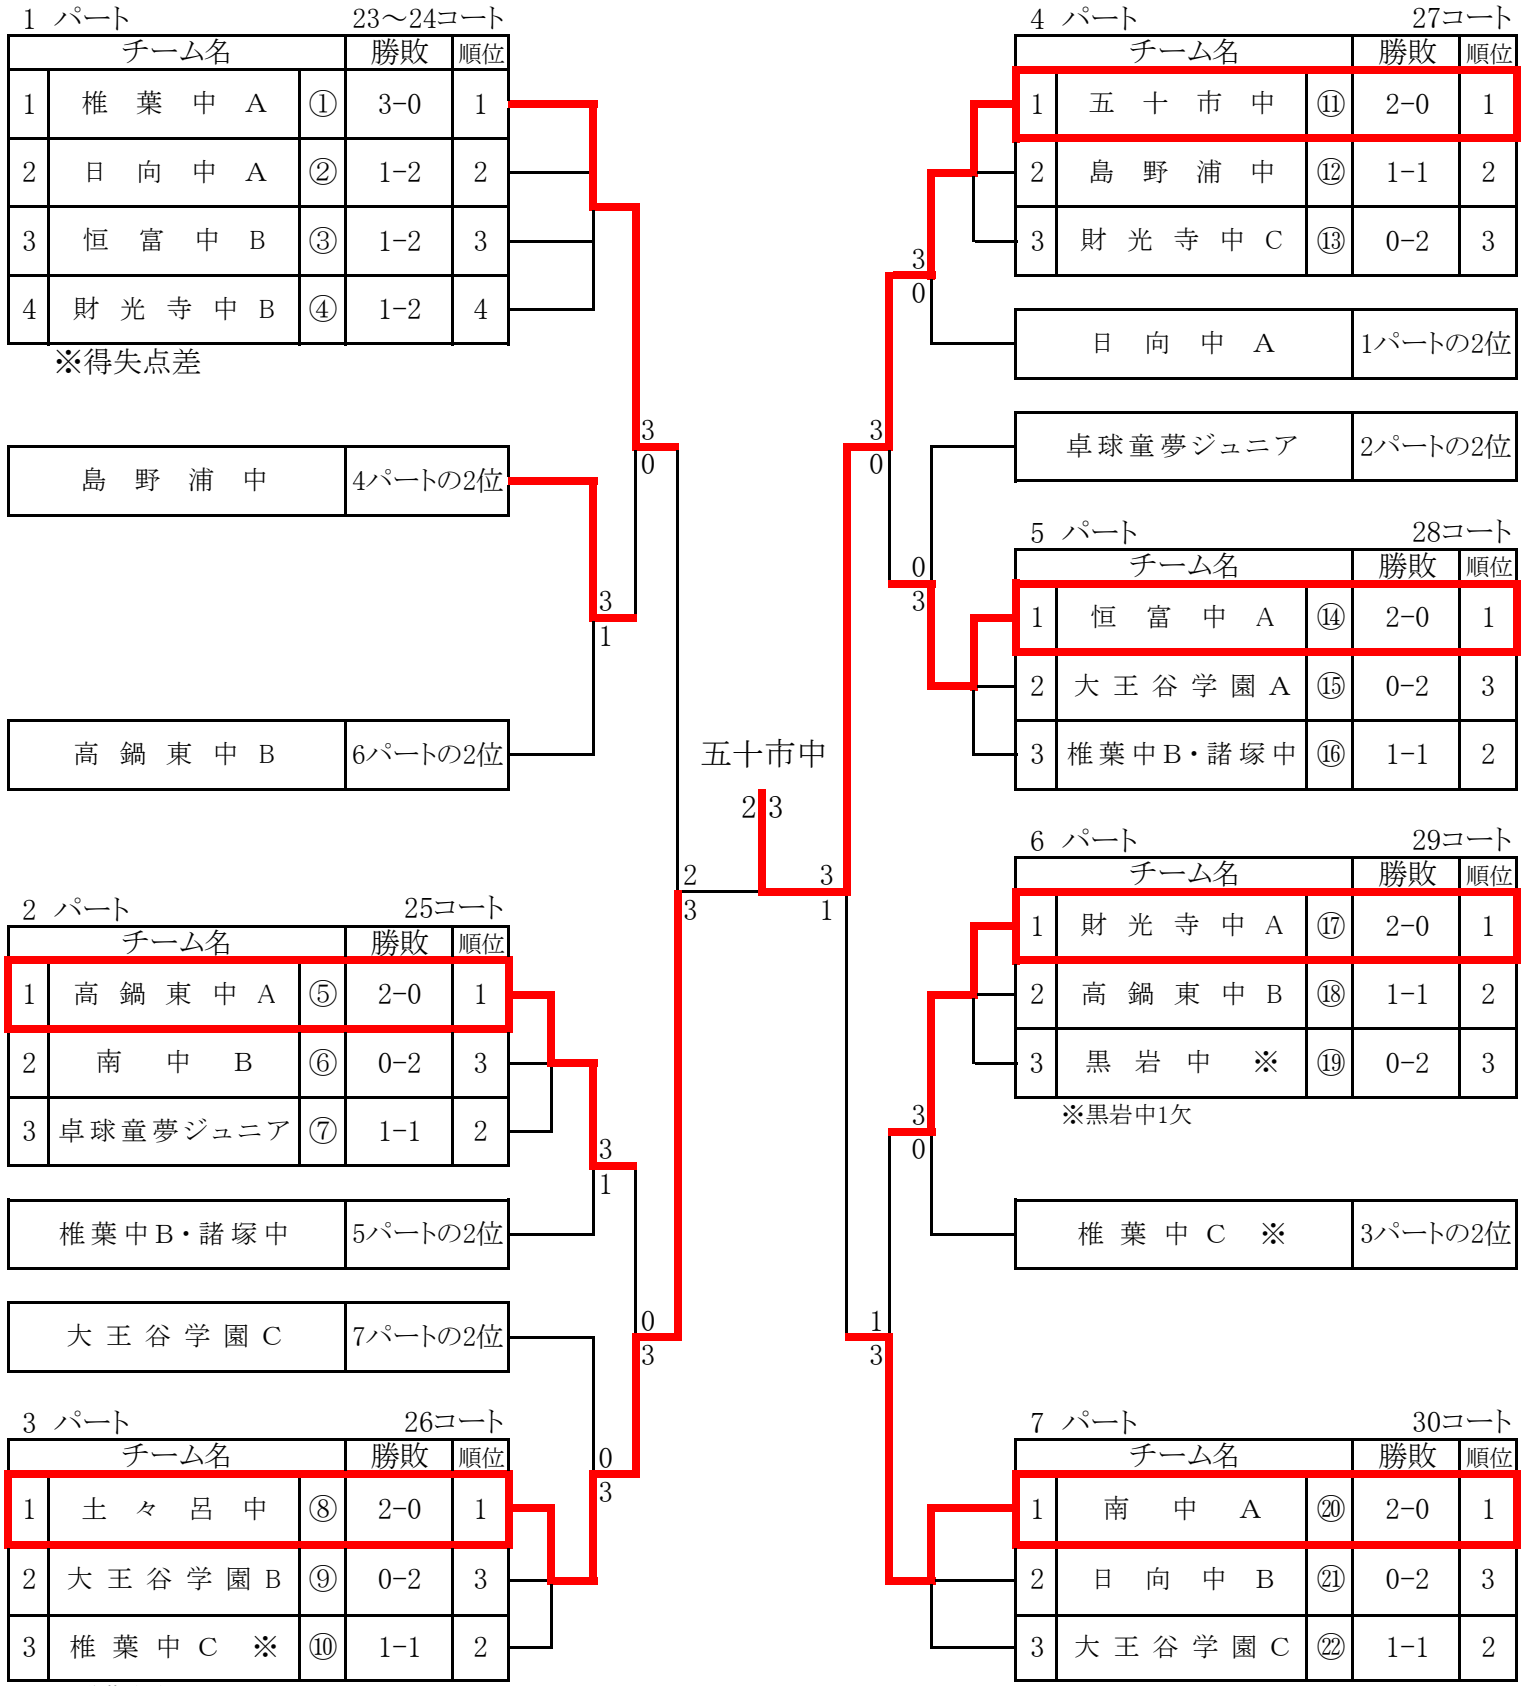 1 パート 23～24コート
チーム名 勝敗 順位
1 椎葉中A ① 3-0 1
2 日向中A ② 1-2 2
3 恒富中B ③ 1-2 3
4 財光寺中B ④ 1-2 4
※得失点差
島野浦中 4パートの2位
高鍋東中B 6パートの2位
2 パート 25コート
チーム名 勝敗 順位
1 高鍋東中A ⑤ 2-0 1
2 南中B ⑥ 0-2 3
3 卓球童夢ジュニア ⑦ 1-1 2
椎葉中B・諸塚中 5パートの2位
大王谷学園C 7パートの2位
3 パート 26コート
チーム名 勝敗 順位
1 土々呂中 ⑧ 2-0 1
2 大王谷学園B ⑨ 0-2 3
3 椎葉中C ※ ⑩ 1-1 2
3
0
3
1
3
1
0
3
0
3
2
3
五十市中
2 3
3
1
3
0
3
0
0
3
3
0
1
3
4 パート 27コート
チーム名 勝敗 順位
1 五十市中 ⑪ 2-0 1
2 島野浦中 ⑫ 1-1 2
3 財光寺中C ⑬ 0-2 3
日向中A 1パートの2位
卓球童夢ジュニア 2パートの2位
5 パート 28コート
チーム名 勝敗 順位
1 恒富中A ⑭ 2-0 1
2 大王谷学園A ⑮ 0-2 3
3 椎葉中B・諸塚中 ⑯ 1-1 2
6 パート 29コート
チーム名 勝敗 順位
1 財光寺中A ⑰ 2-0 1
2 高鍋東中B ⑱ 1-1 2
3 黒岩中 ※ ⑲ 0-2 3
※黒岩中1欠
椎葉中C ※ 3パートの2位
7 パート 30コート
チーム名 勝敗 順位
1 南中A ⑳ 2-0 1
2 日向中B ㉑ 0-2 3
3 大王谷学園C ㉒ 1-1 2